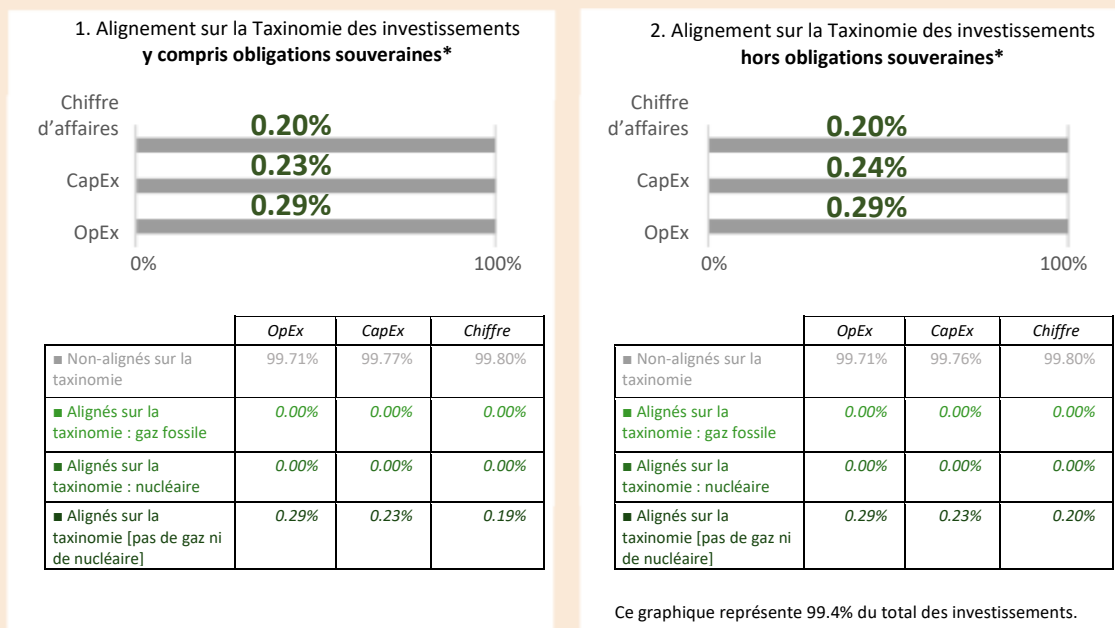 1. Alignement sur la Taxinomie des investissements
y compris obligations souveraines*
Chiffre
d’affaires
0.20%
0.23%
CapEx
0.29%
OpEx
0%
100%
OpEx CapEx Chiffre
■ Non-alignés sur la
taxinomie
99.71% 99.77% 99.80%
■ Alignés sur la
taxinomie : gaz fossile
0.00% 0.00% 0.00%
■ Alignés sur la
taxinomie : nucléaire
0.00% 0.00% 0.00%
■ Alignés sur la
taxinomie [pas de gaz ni
de nucléaire]
0.29% 0.23% 0.19%
2. Alignement sur la Taxinomie des investissements
hors obligations souveraines*
Chiffre
d’affaires
0.20%
0.24%
CapEx
0.29%
OpEx
0%
100%
OpEx CapEx Chiffre
■ Non-alignés sur la
taxinomie
99.71% 99.76% 99.80%
■ Alignés sur la
taxinomie : gaz fossile
0.00% 0.00% 0.00%
■ Alignés sur la
taxinomie : nucléaire
0.00% 0.00% 0.00%
■ Alignés sur la
taxinomie [pas de gaz ni
de nucléaire]
0.29% 0.23% 0.20%
Ce graphique représente 99.4% du total des investissements.